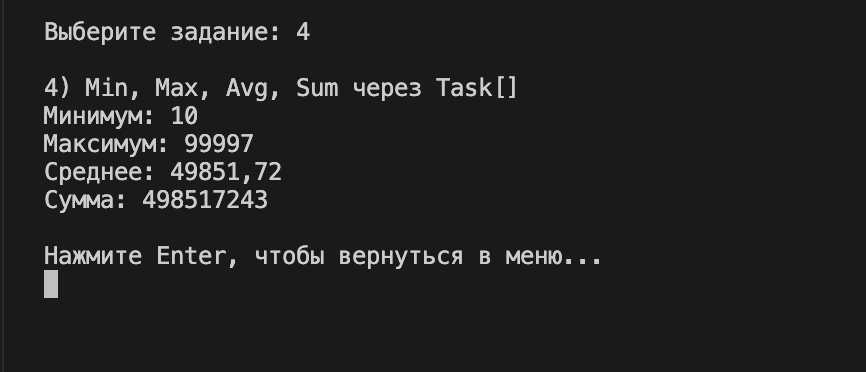 Выберите задание: 4
4) Min, Max, Avg, Sum через Task[]
Минимум: 10
Максимум: 99997
Среднее: 49851,72
Сумма: 498517243
Нажмите Enter, чтобы вернуться в меню...